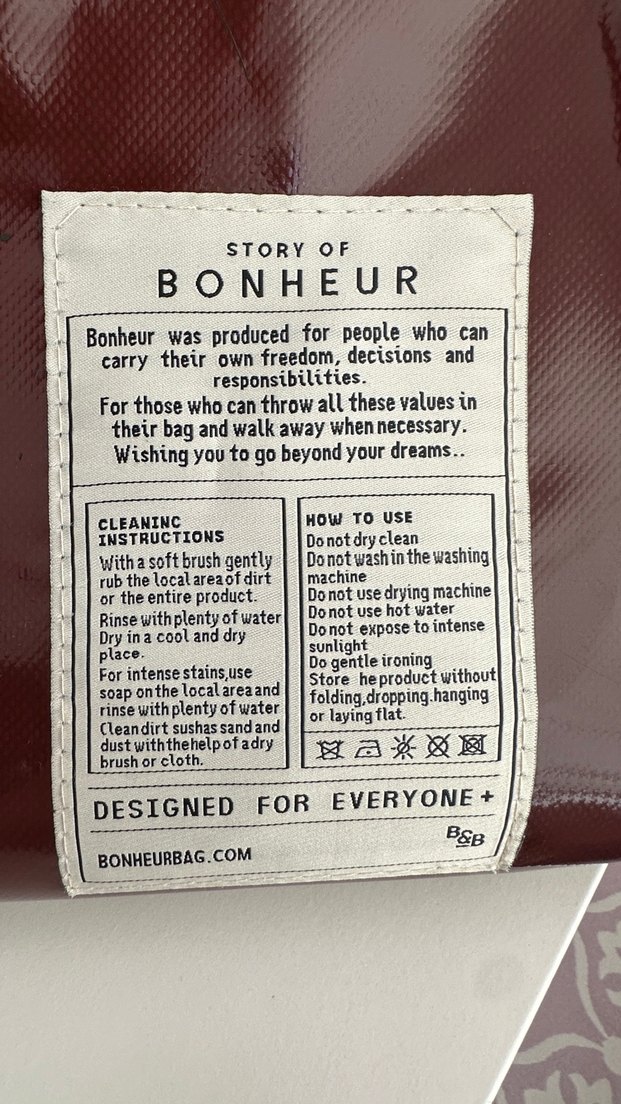 STORY OF
BONHEUR
Bonheur was produced for people who can
carry their own freedom, decisions and
responsibilities.
For those who can throw all these values in
their bag and walk away when necessary.
Wishing you to go beyond your dreams..
CLEANING
INSTRUCTIONS
With a soft brush gently
rub the local area of dirt
or the entire product.
Rinse with plenty of water
Dry in a cool and dry
place.
For intense stains,use
soap on the local area and
rinse with plenty of water
Clean dirt sushas sand and
dust with the help of a dry
brush or cloth.
HOW TO USE
Do not dry clean
Do not wash in the washing
machine
Do not use drying machine
Do not use hot water
Do not expose to intense
sunlight
Do gentle ironing
Store he product without
folding,dropping.hanging
or laying flat.
DESIGNED FOR EVERYONE+
B&B
BONHEURBAG.COM